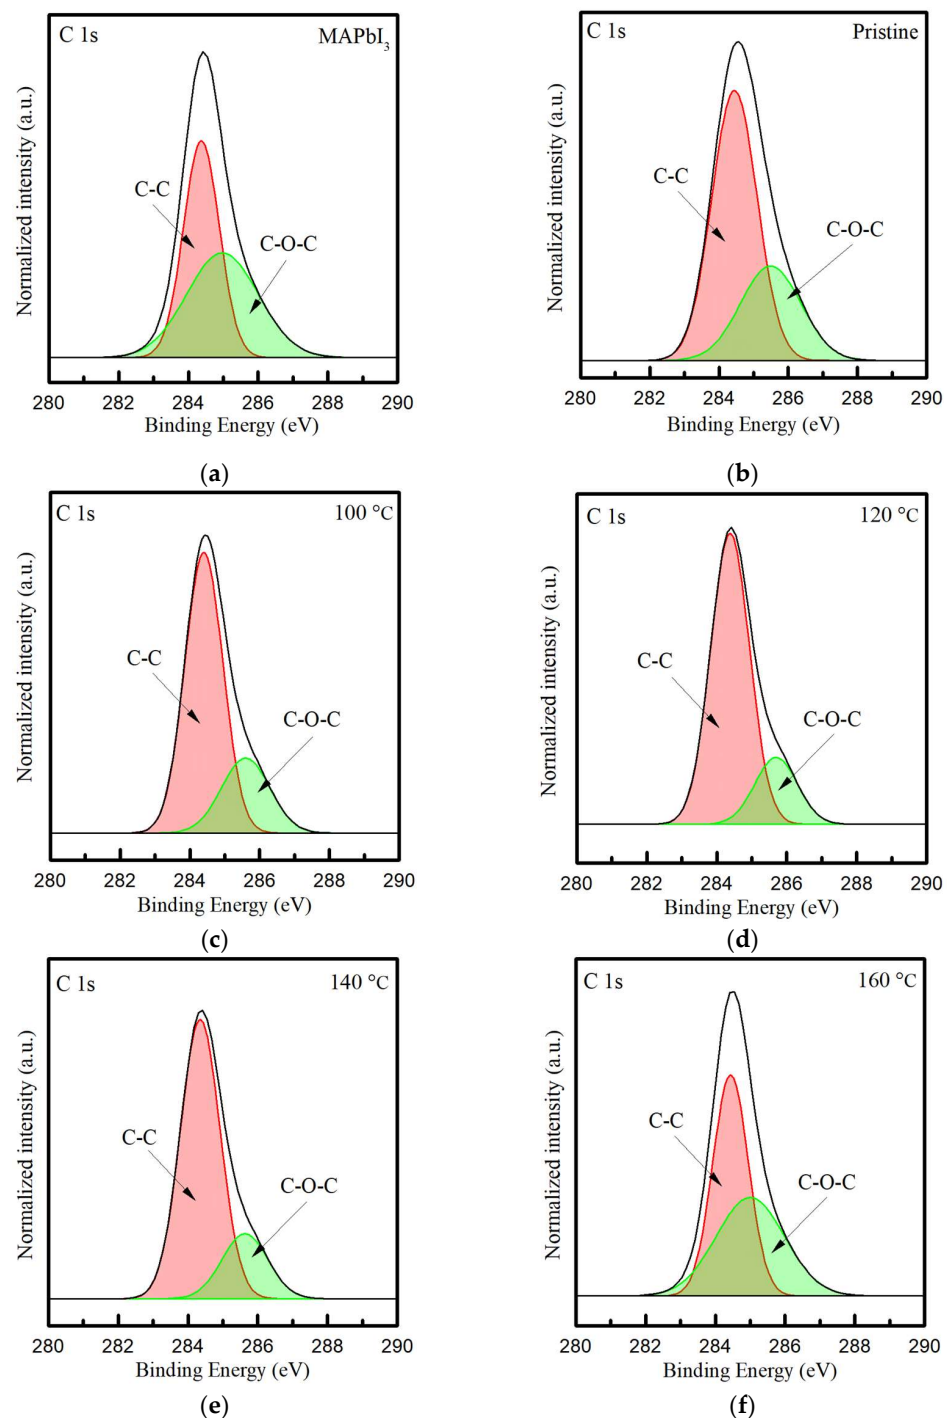 C 1s MAPbI₃
Normalized intensity (a.u.)
C-C
C-O-C
280 282 284 286 288 290
Binding Energy (eV)
(a)
C 1s Pristine
Normalized intensity (a.u.)
C-C
C-O-C
280 282 284 286 288 290
Binding Energy (eV)
(b)
C 1s 100 °C
Normalized intensity (a.u.)
C-C
C-O-C
280 282 284 286 288 290
Binding Energy (eV)
(c)
C 1s 120 °C
Normalized intensity (a.u.)
C-C
C-O-C
280 282 284 286 288 290
Binding Energy (eV)
(d)
C 1s 140 °C
Normalized intensity (a.u.)
C-C
C-O-C
280 282 284 286 288 290
Binding Energy (eV)
(e)
C 1s 160 °C
Normalized intensity (a.u.)
C-C
C-O-C
280 282 284 286 288 290
Binding Energy (eV)
(f)